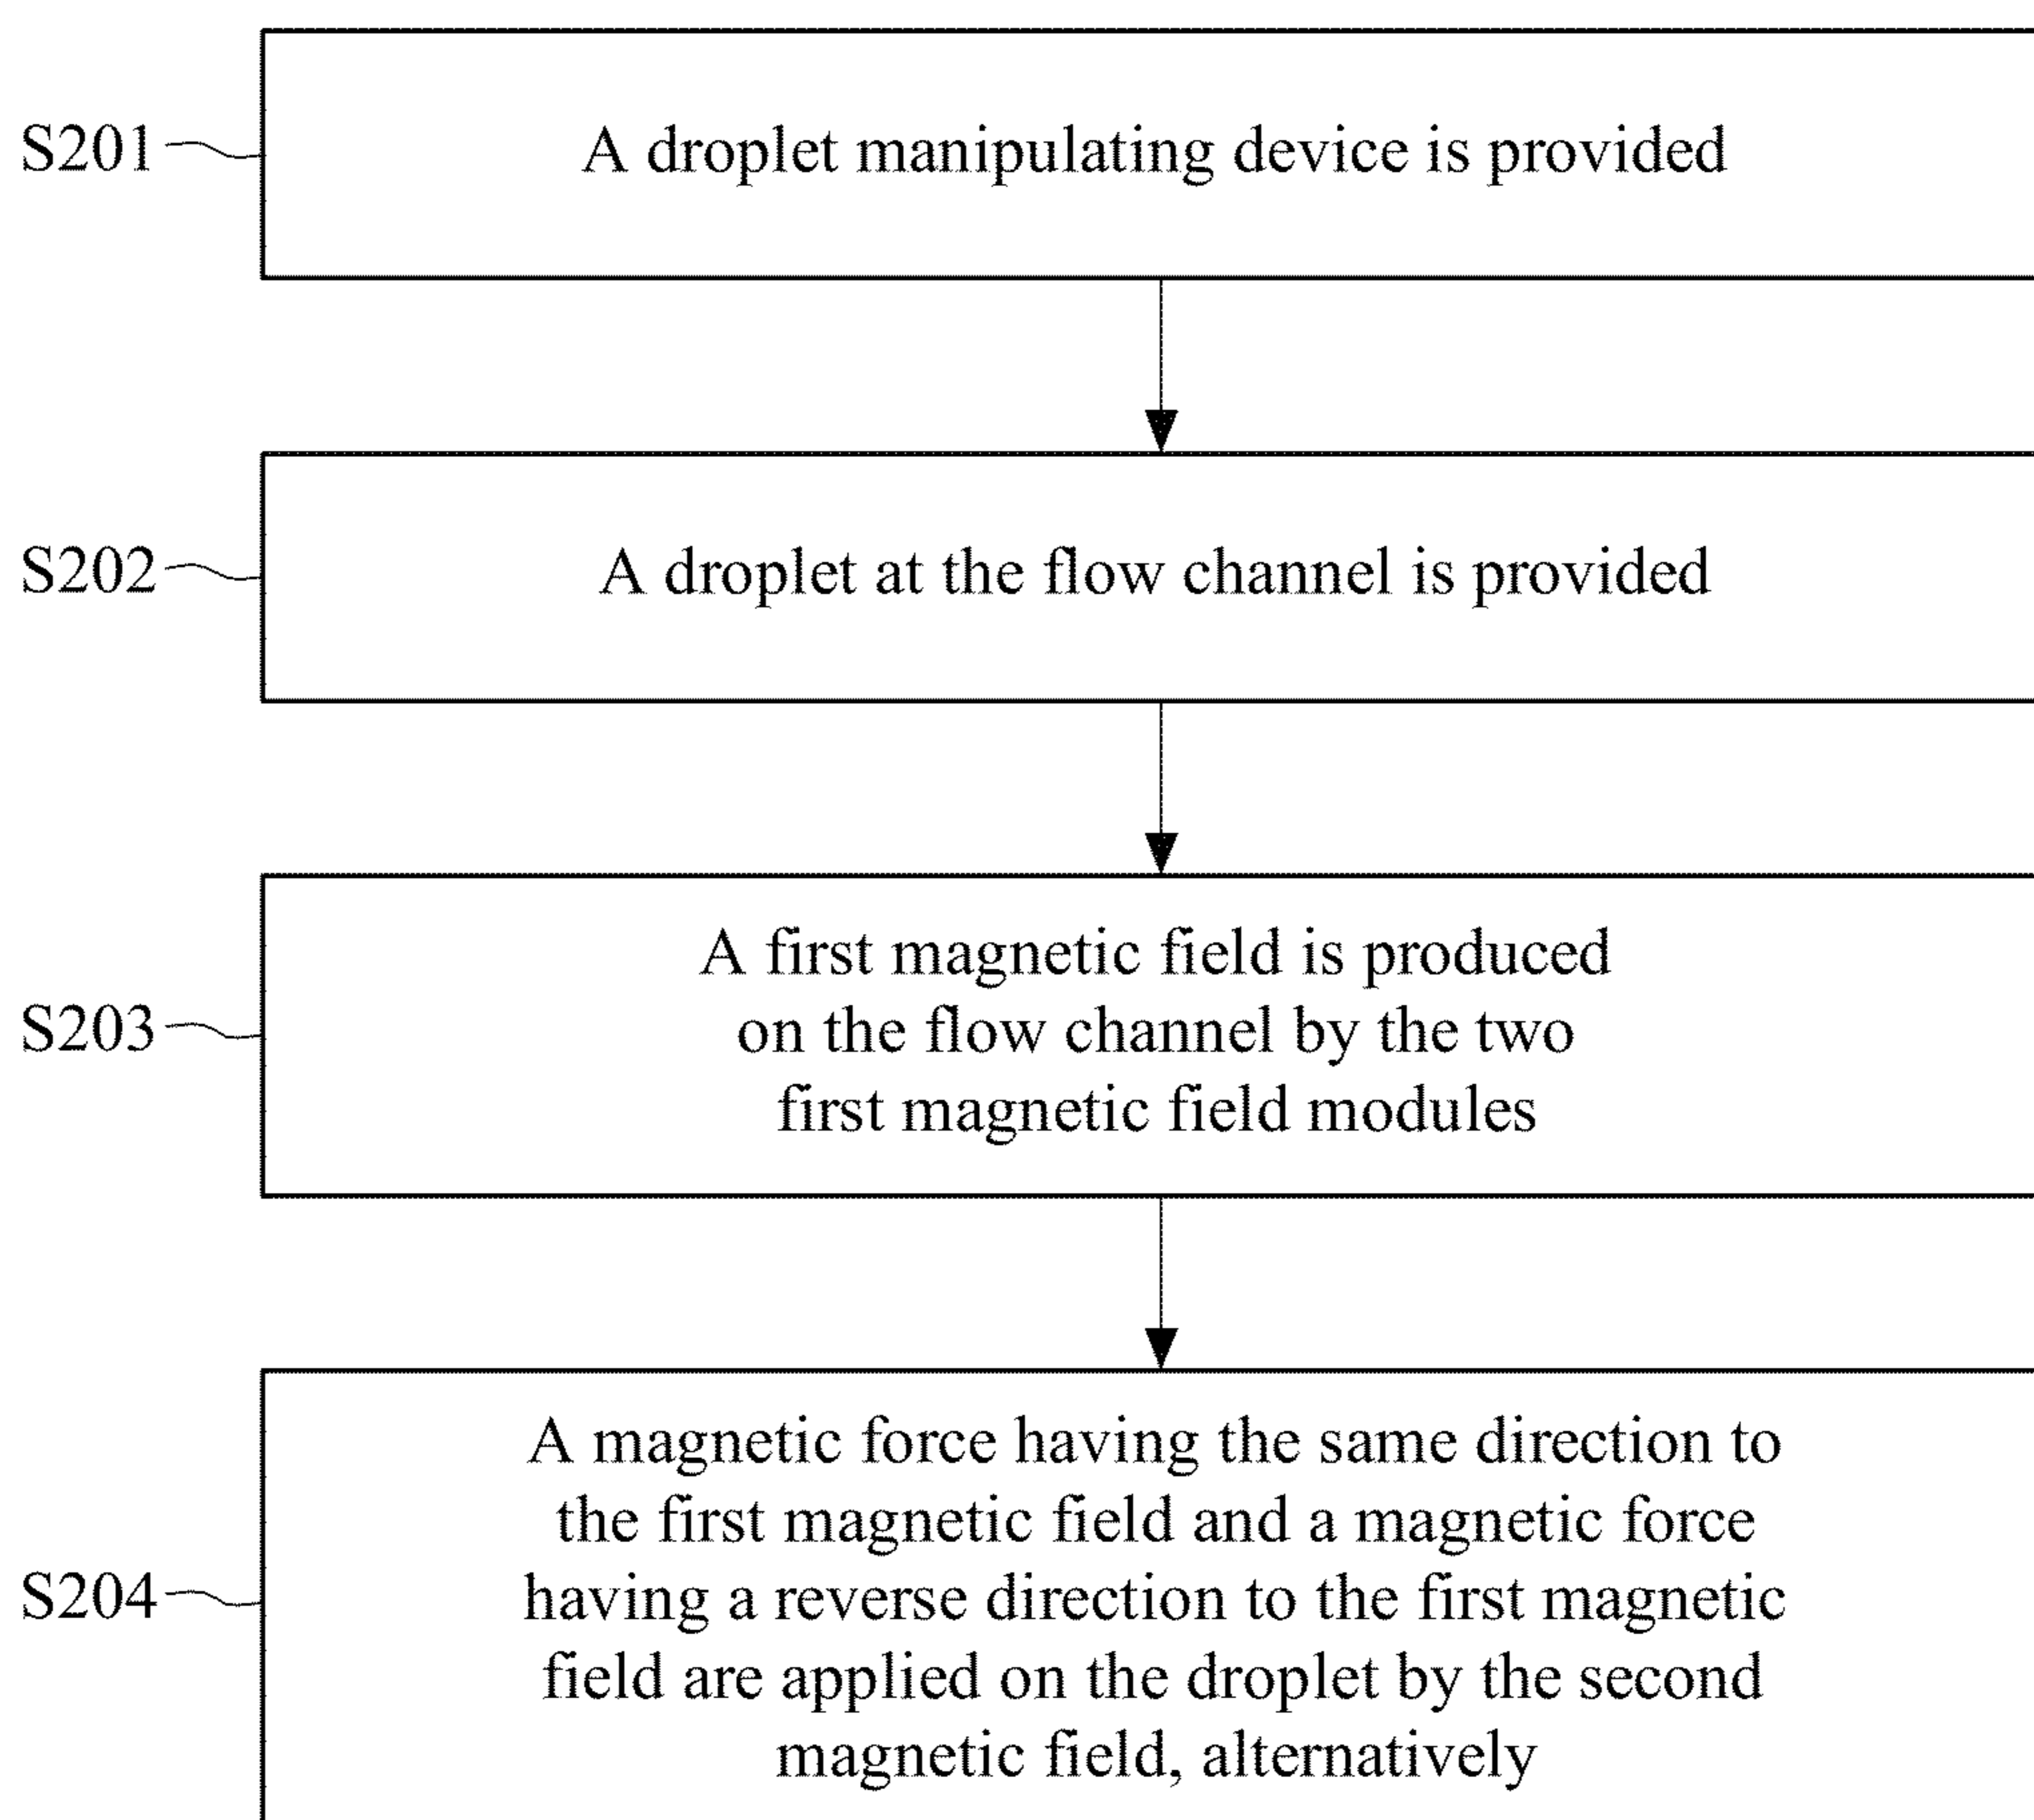 S201
A droplet manipulating device is provided
S202
A droplet at the flow channel is provided
S203
A first magnetic field is produced
on the flow channel by the two
first magnetic field modules
S204
A magnetic force having the same direction to
the first magnetic field and a magnetic force
having a reverse direction to the first magnetic
field are applied on the droplet by the second
magnetic field, alternatively